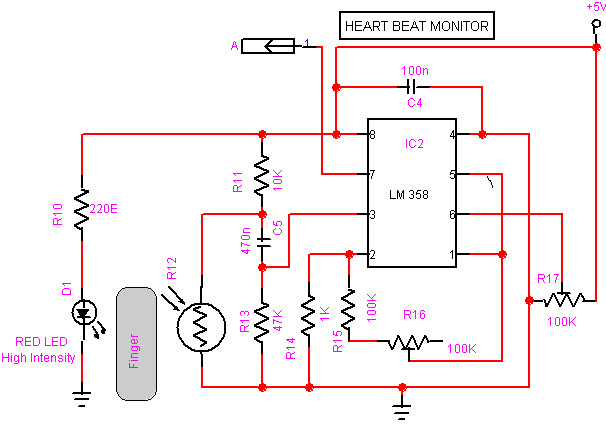 HEART BEAT MONITOR
+5V
A
1
100n
C4
8
4
IC2
R11
10K
7
5
LM 358
R10
220E
3
6
470n
C5
R12
2
1
R17
D1
R13
47K
R14
1K
R15
100K
R16
100K
100K
RED LED
High Intensity
Finger